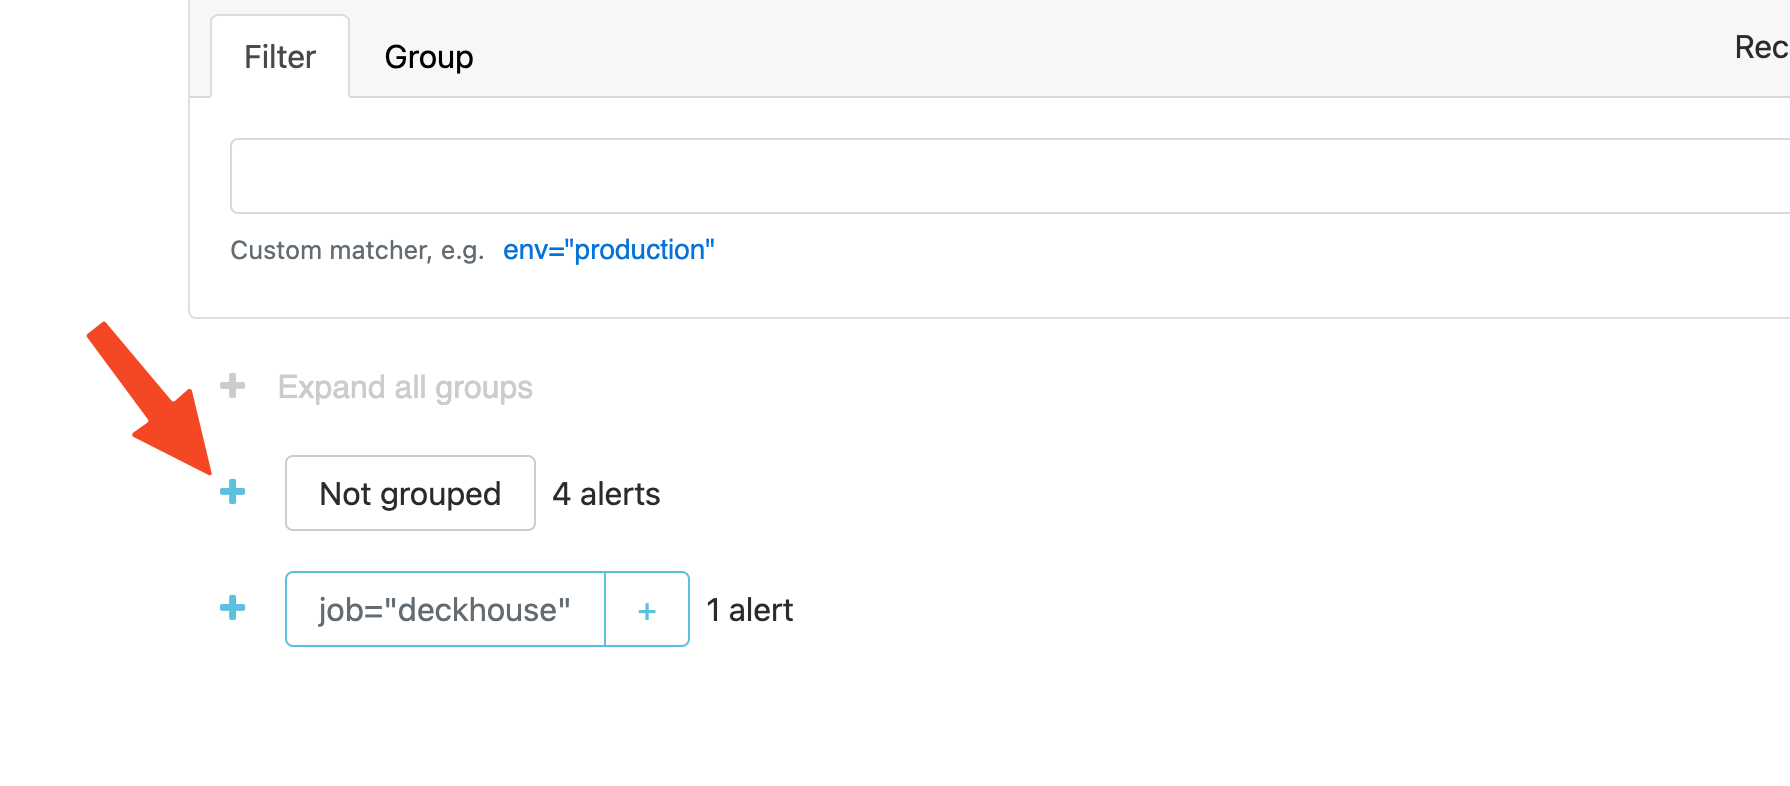 Filter Group Rec
Custom matcher, e.g. env="production"
+ Expand all groups
+ Not grouped 4 alerts
+ job="deckhouse" + 1 alert